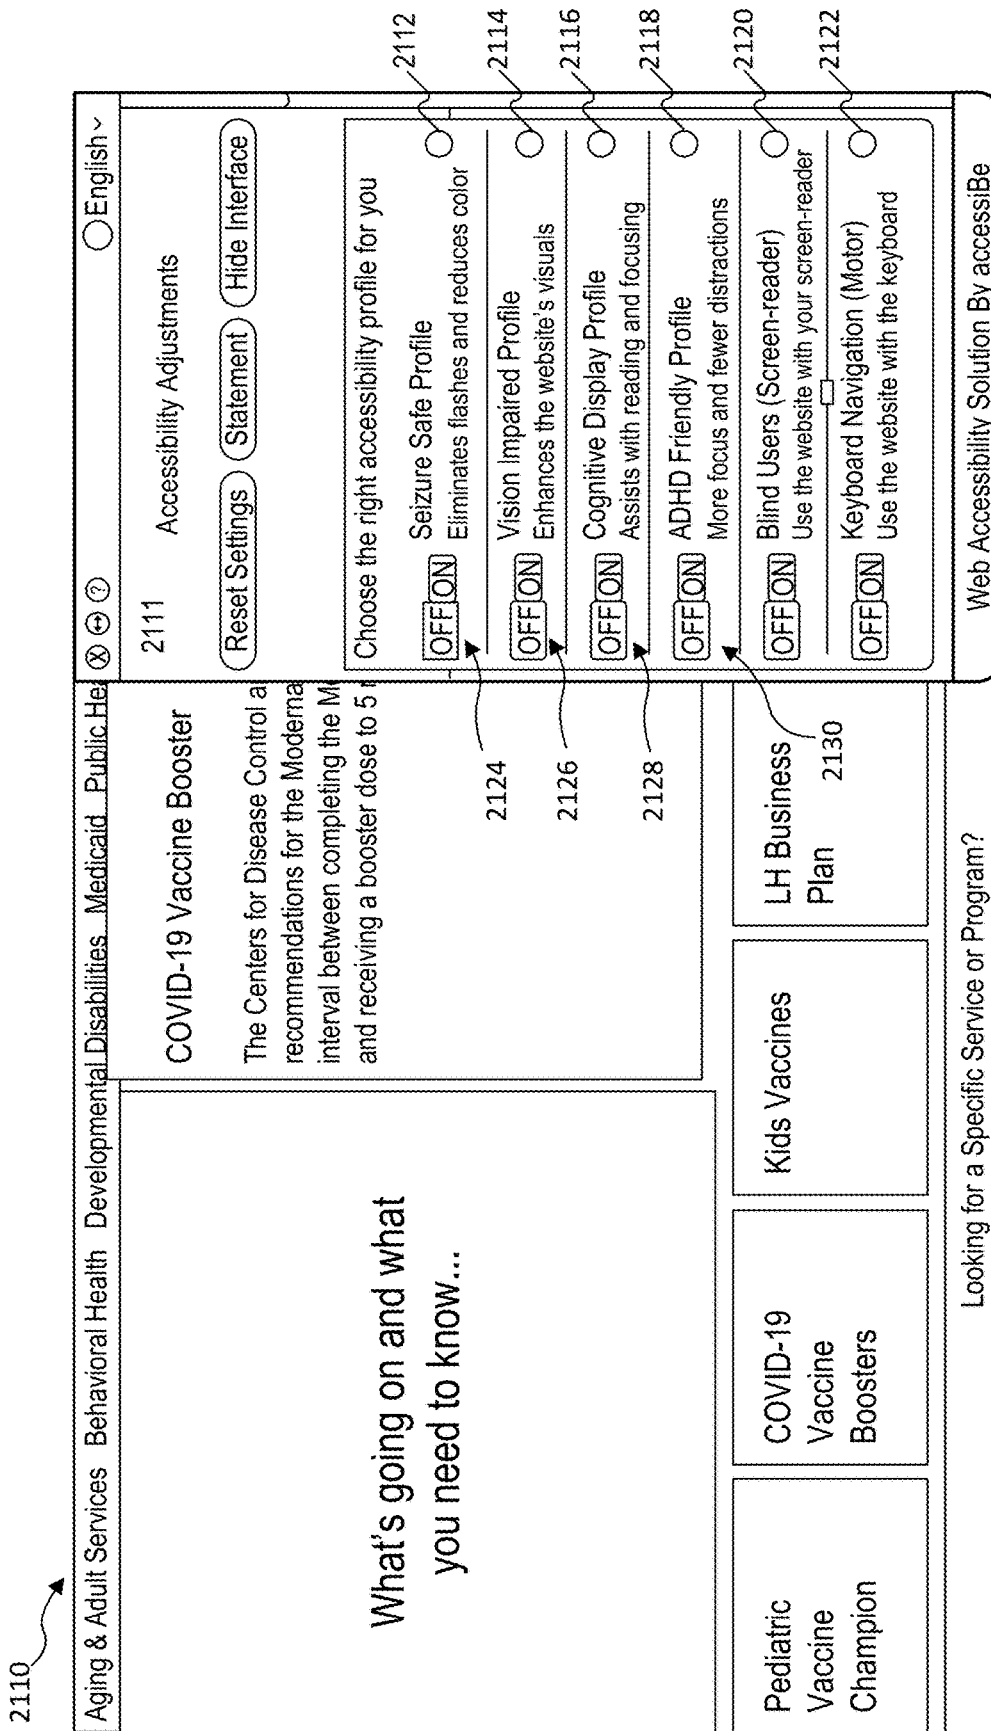 2110
Aging & Adult Services Behavioral Health Developmental Disabilities Medicaid Public Hea
What's going on and what
you need to know...
COVID-19 Vaccine Booster
The Centers for Disease Control a
recommendations for the Moderna
interval between completing the Mo
and receiving a booster dose to 5 m
Pediatric
Vaccine
Champion
COVID-19
Vaccine
Boosters
Kids Vaccines
LH Business
Plan
Looking for a Specific Service or Program?
X ? English
2111
Accessibility Adjustments
Reset Settings Statement Hide Interface
Choose the right accessibility profile for you
OFF ON Seizure Safe Profile
Eliminates flashes and reduces color
OFF ON Vision Impaired Profile
Enhances the website's visuals
OFF ON Cognitive Display Profile
Assists with reading and focusing
OFF ON ADHD Friendly Profile
More focus and fewer distractions
OFF ON Blind Users (Screen-reader)
Use the website with your screen-reader
OFF ON Keyboard Navigation (Motor)
Use the website with the keyboard
Web Accessibility Solution By accessiBe
2112
2114
2116
2118
2120
2122
2124
2126
2128
2130